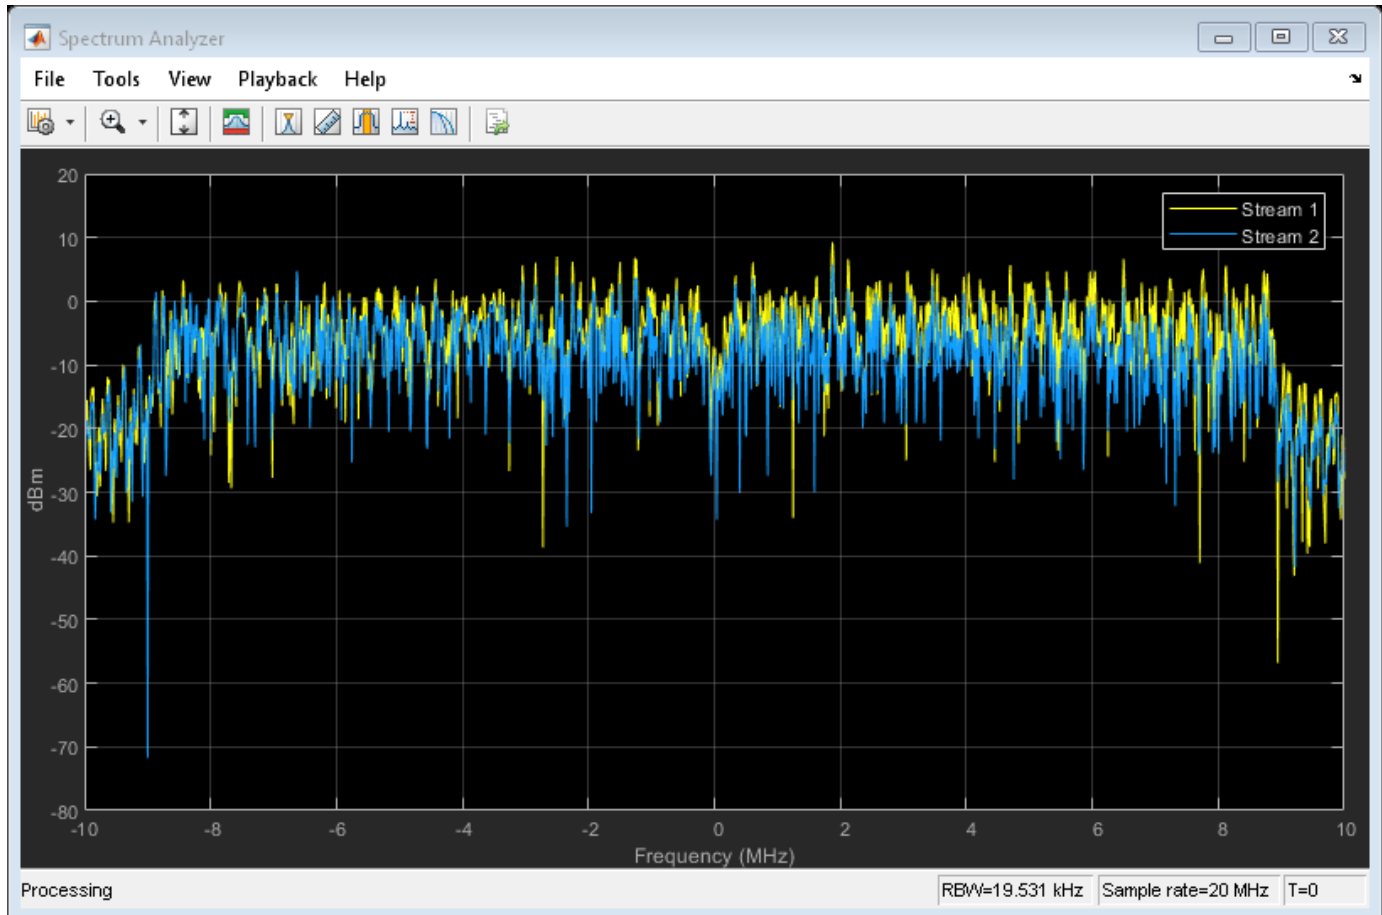 Spectrum Analyzer
File Tools View Playback Help
20
10
0
-10
-20
-30
-40
-50
-60
-70
-80
dBm
Stream 1
Stream 2
-10 -8 -6 -4 -2 0 2 4 6 8 10
Frequency (MHz)
Processing RBW=19.531 kHz Sample rate=20 MHz T=0